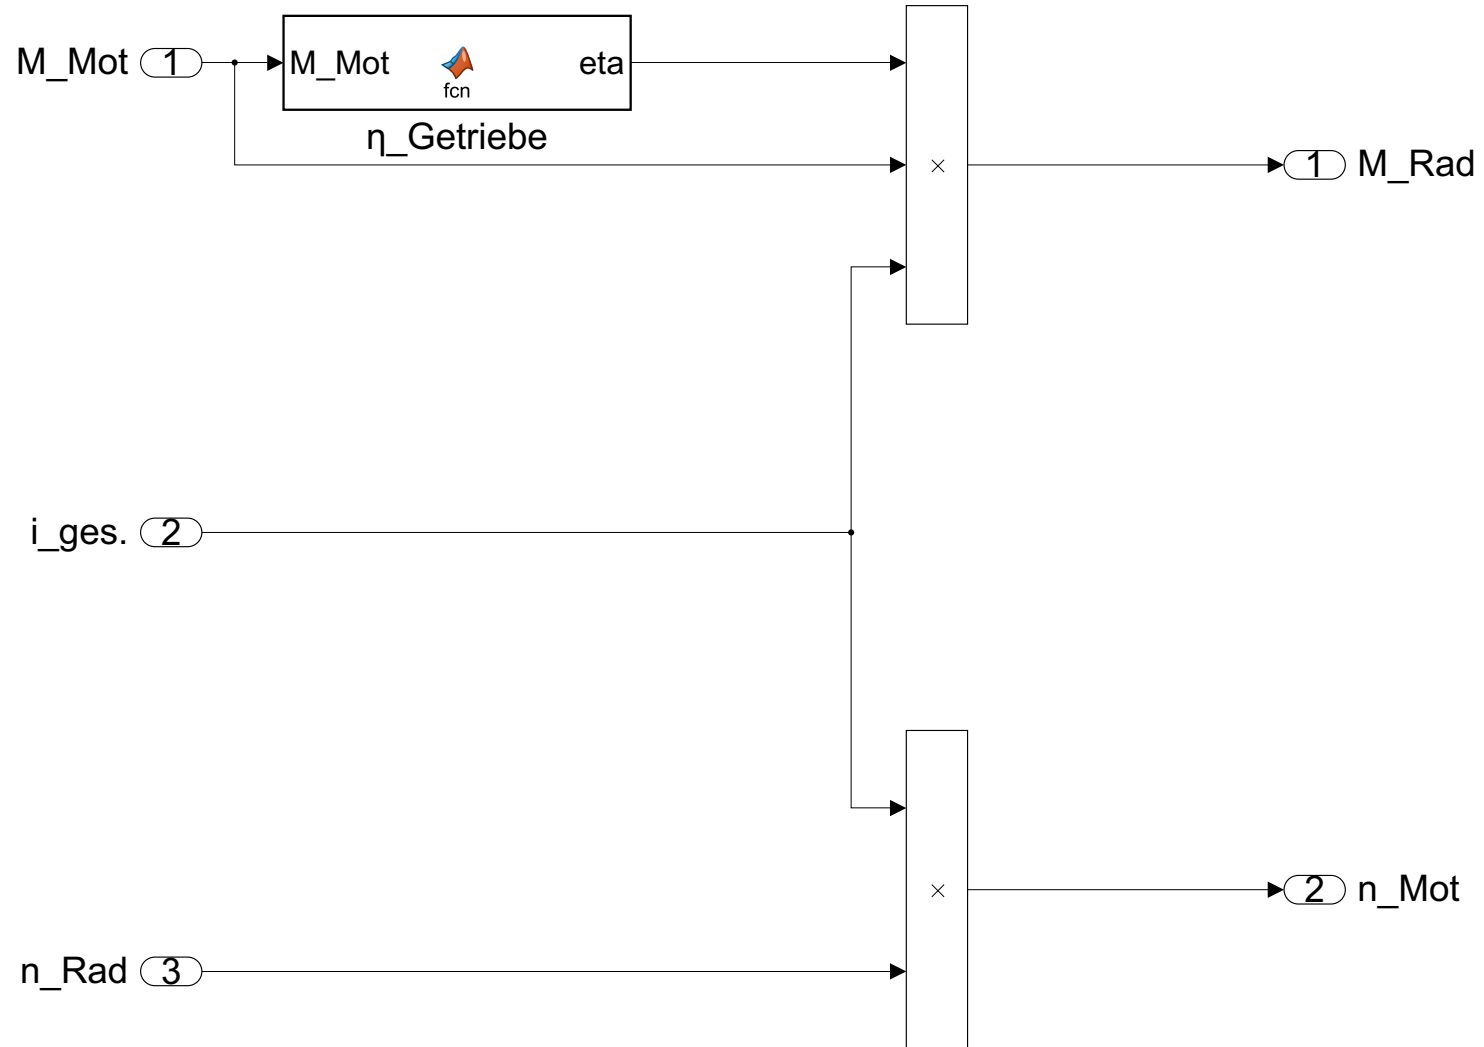 M_Mot 1
M_Mot fcn eta
η_Getriebe
×
1 M_Rad
i_ges. 2
×
2 n_Mot
n_Rad 3